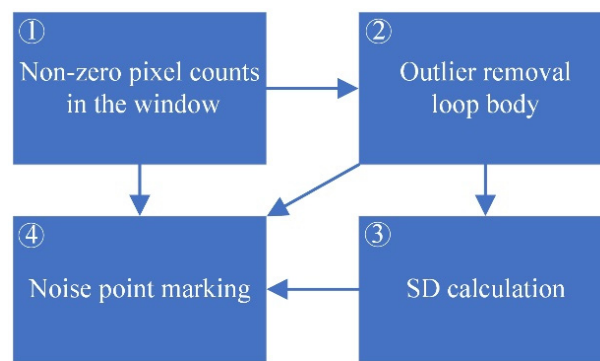 ①
Non-zero pixel counts
in the window
②
Outlier removal
loop body
④
Noise point marking
③
SD calculation